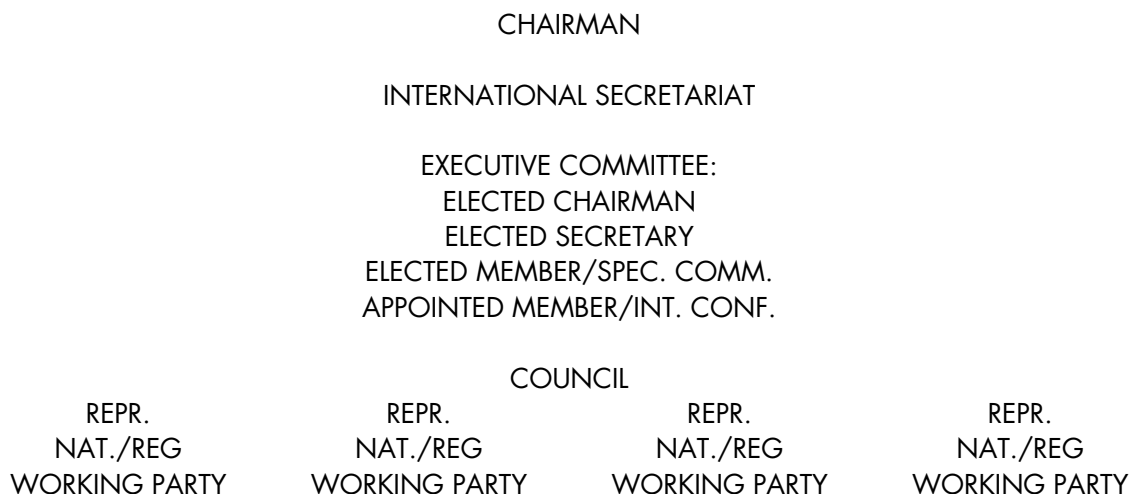 CHAIRMAN
INTERNATIONAL SECRETARIAT
EXECUTIVE COMMITTEE:
ELECTED CHAIRMAN
ELECTED SECRETARY
ELECTED MEMBER/SPEC. COMM.
APPOINTED MEMBER/INT. CONF.
COUNCIL
REPR. REPR. REPR. REPR.
NAT./REG NAT./REG NAT./REG NAT./REG
WORKING PARTY WORKING PARTY WORKING PARTY WORKING PARTY